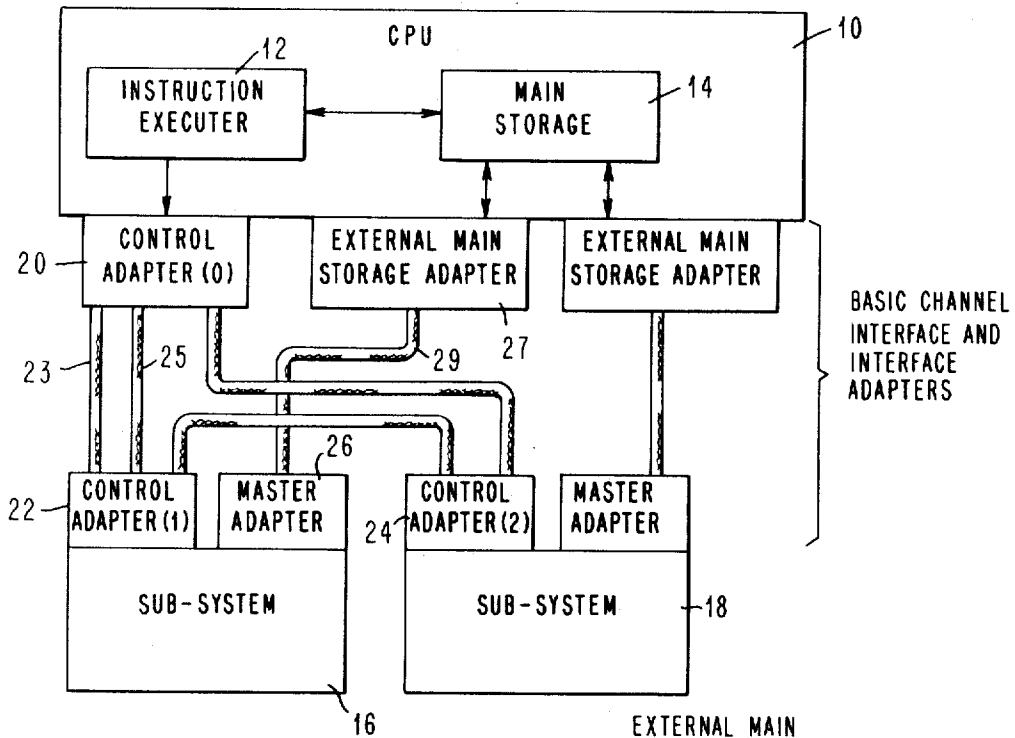 CPU
10
12
INSTRUCTION
EXECUTER
MAIN
STORAGE
14
20
CONTROL
ADAPTER (0)
EXTERNAL MAIN
STORAGE ADAPTER
EXTERNAL MAIN
STORAGE ADAPTER
BASIC CHANNEL
INTERFACE AND
INTERFACE
ADAPTERS
23
25
29
27
26
22
CONTROL
ADAPTER (1)
MASTER
ADAPTER
24
CONTROL
ADAPTER (2)
MASTER
ADAPTER
SUB-SYSTEM
SUB-SYSTEM
18
16
EXTERNAL MAIN